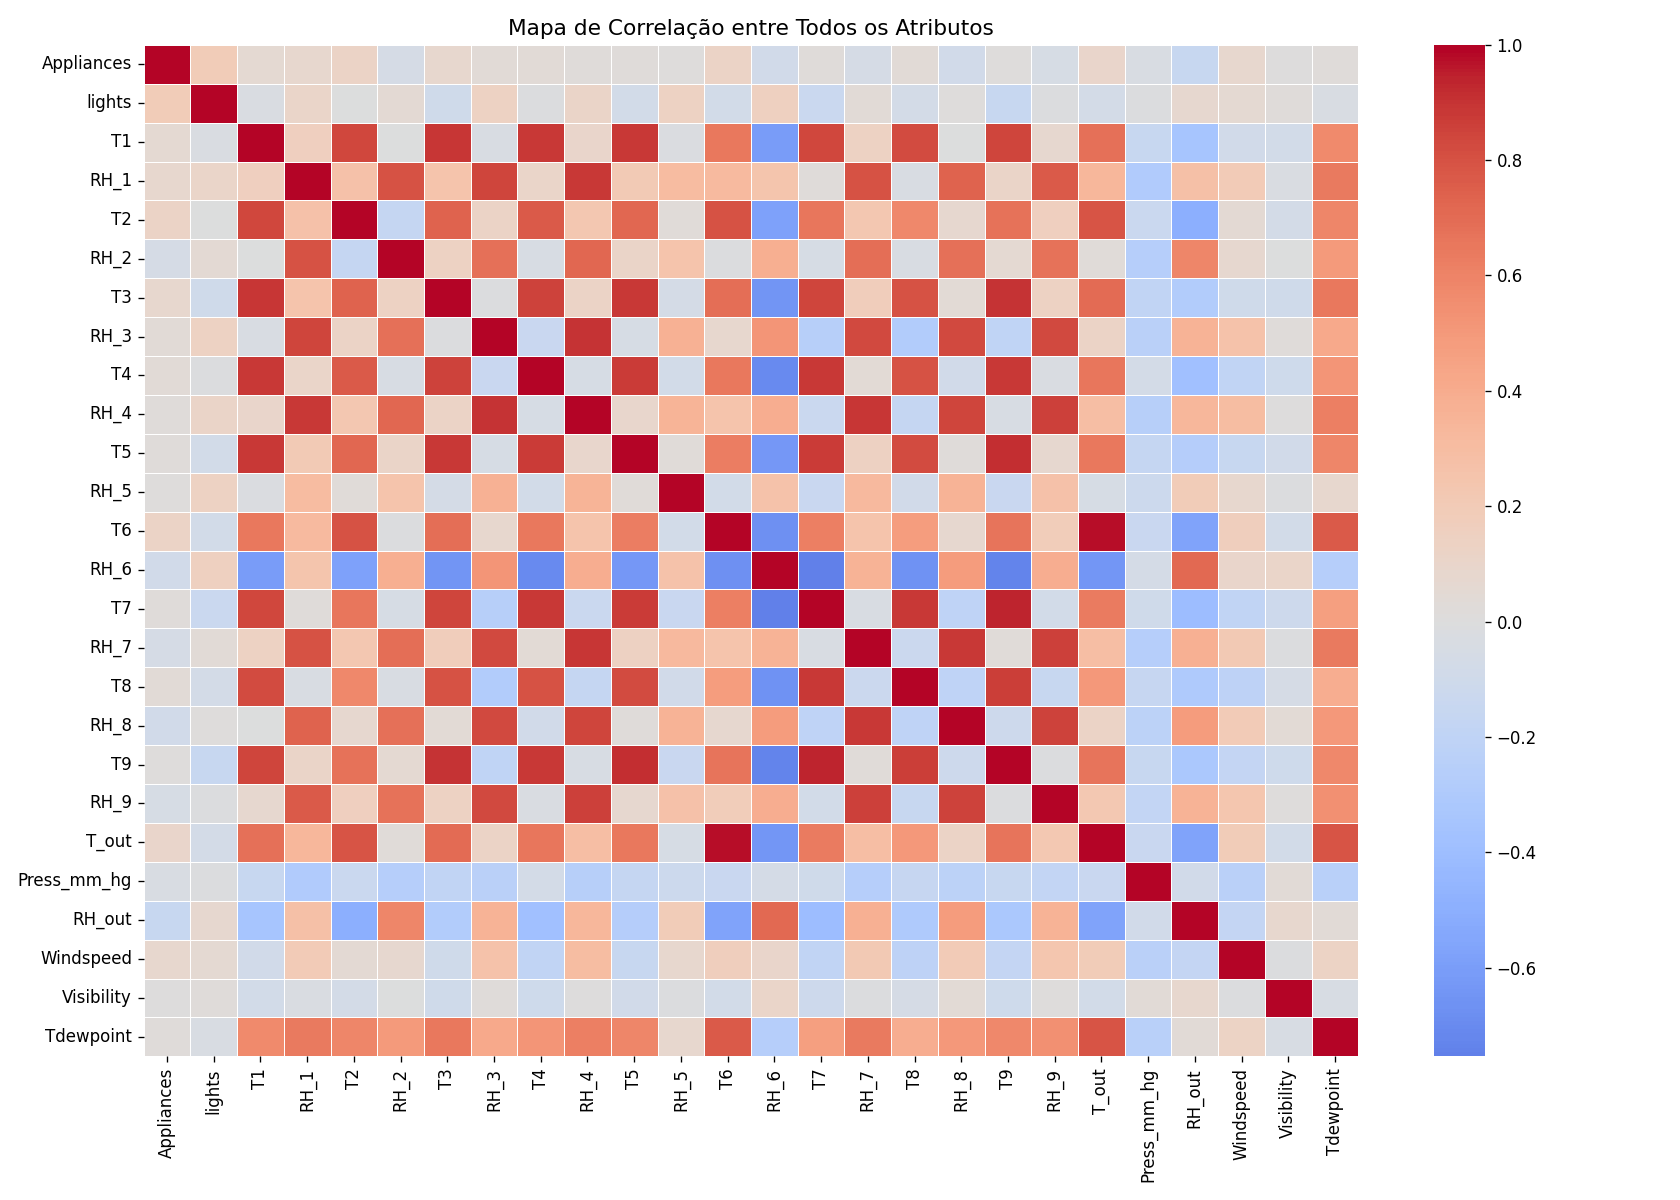 Mapa de Correlação entre Todos os Atributos
Appliances
lights
T1
RH_1
T2
RH_2
T3
RH_3
T4
RH_4
T5
RH_5
T6
RH_6
T7
RH_7
T8
RH_8
T9
RH_9
T_out
Press_mm_hg
RH_out
Windspeed
Visibility
Tdewpoint
Appliances
lights
T1
RH_1
T2
RH_2
T3
RH_3
T4
RH_4
T5
RH_5
T6
RH_6
T7
RH_7
T8
RH_8
T9
RH_9
T_out
Press_mm_hg
RH_out
Windspeed
Visibility
Tdewpoint
1.0
0.8
0.6
0.4
0.2
0.0
−0.2
−0.4
−0.6